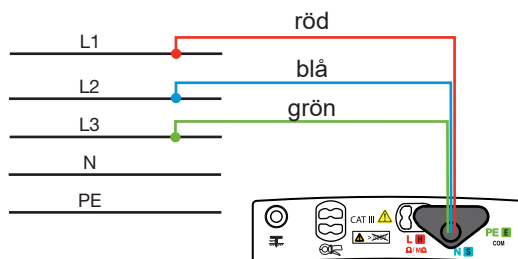 röd
L1
blå
L2
grön
L3
N
PE
CAT III
L H
PE E
Ω/MΩ
N S
COM